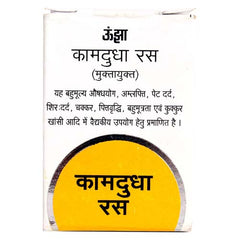 ऊंझा
कामदुधा रस
(मुक्तायुक्त)
यह बहुमूल्य औषधयोग, अम्लपित्त, पेट दर्द,
शिरःदर्द, चक्कर, पित्तवृद्धि, बहुमूत्रता एवं कुक्कुर
खांसी आदि में वैद्यकीय उपयोग हेतु प्रमाणित है ।
कामदुधा
रस